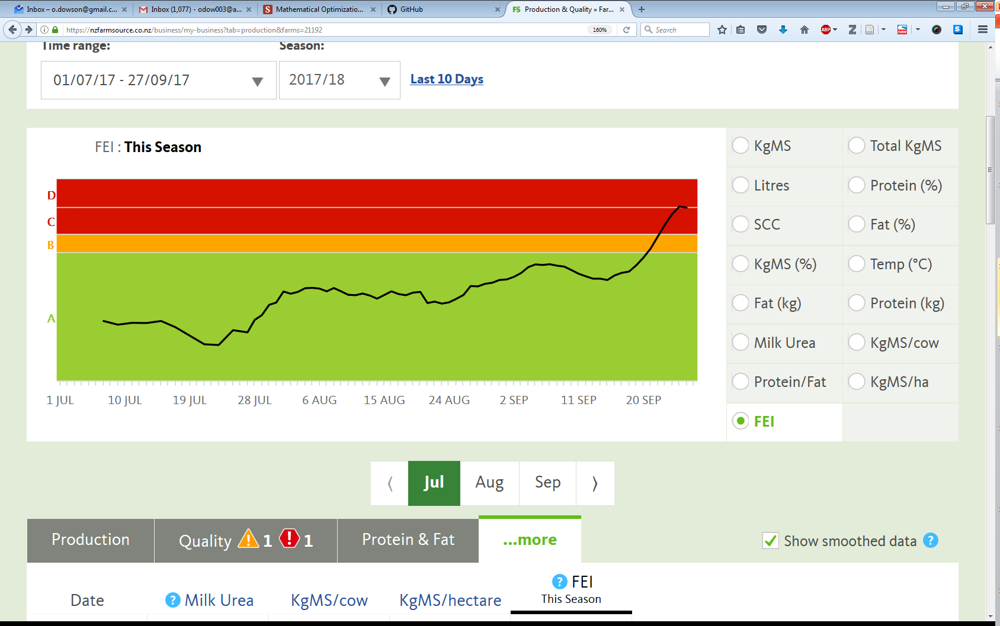 Inbox – o.dowson@gmail.c...
Inbox (1,077) - odow003@a...
Mathematical Optimizatio...
GitHub
FS Production & Quality » Far...
https://nzfarmsource.co.nz/business/my-business?tab=production&farms=21192
160%
Search
ABP
new
Time range:
Season:
01/07/17 - 27/09/17
2017/18
Last 10 Days
FEI : This Season
D
C
B
A
1 JUL
10 JUL
19 JUL
28 JUL
6 AUG
15 AUG
24 AUG
2 SEP
11 SEP
20 SEP
KgMS
Total KgMS
Litres
Protein (%)
SCC
Fat (%)
KgMS (%)
Temp (°C)
Fat (kg)
Protein (kg)
Milk Urea
KgMS/cow
Protein/Fat
KgMS/ha
FEI
Jul
Aug
Sep
Production
Quality ! 1 ! 1
Protein & Fat
...more
Show smoothed data ?
Date
? Milk Urea
KgMS/cow
KgMS/hectare
? FEI
This Season